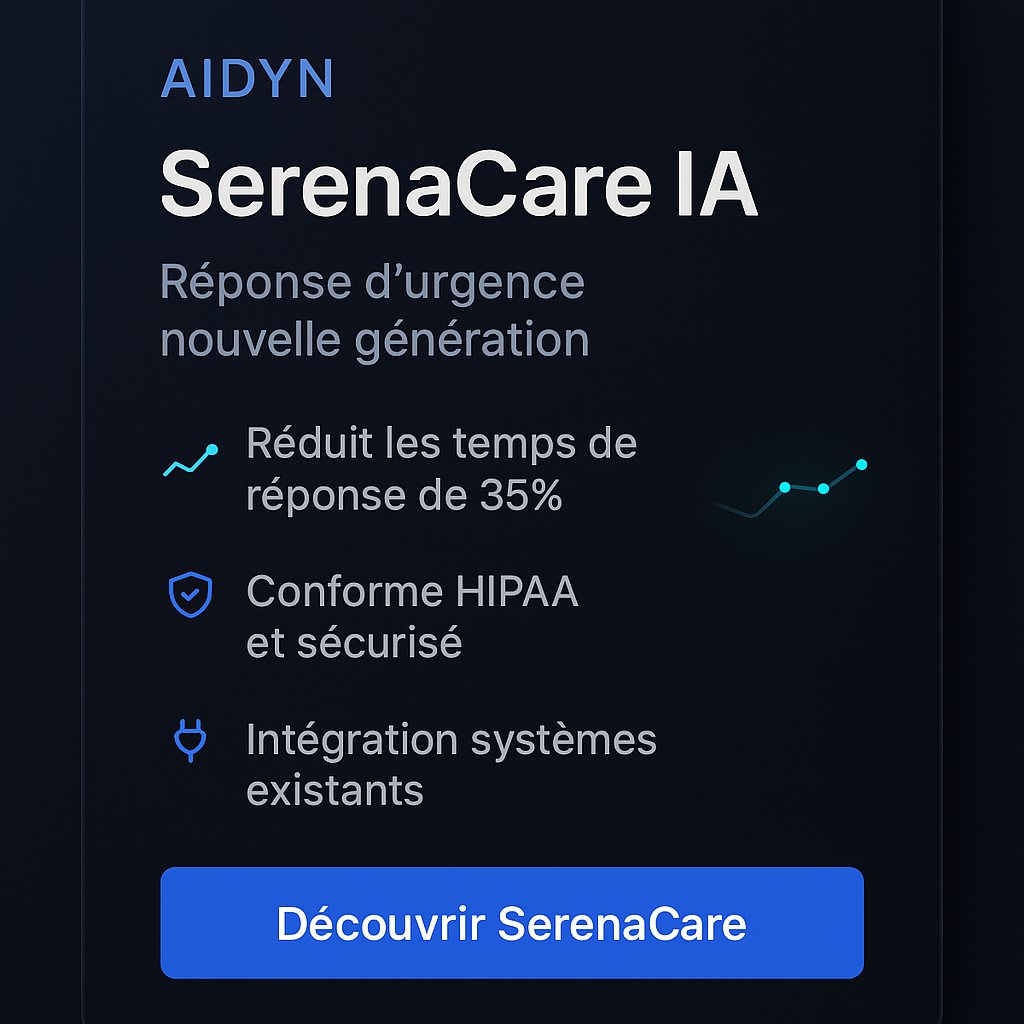 AIDYN
SerenaCare IA
Réponse d’urgence
nouvelle génération
Réduit les temps de
réponse de 35%
Conforme HIPAA
et sécurisé
Intégration systèmes
existants
Découvrir SerenaCare